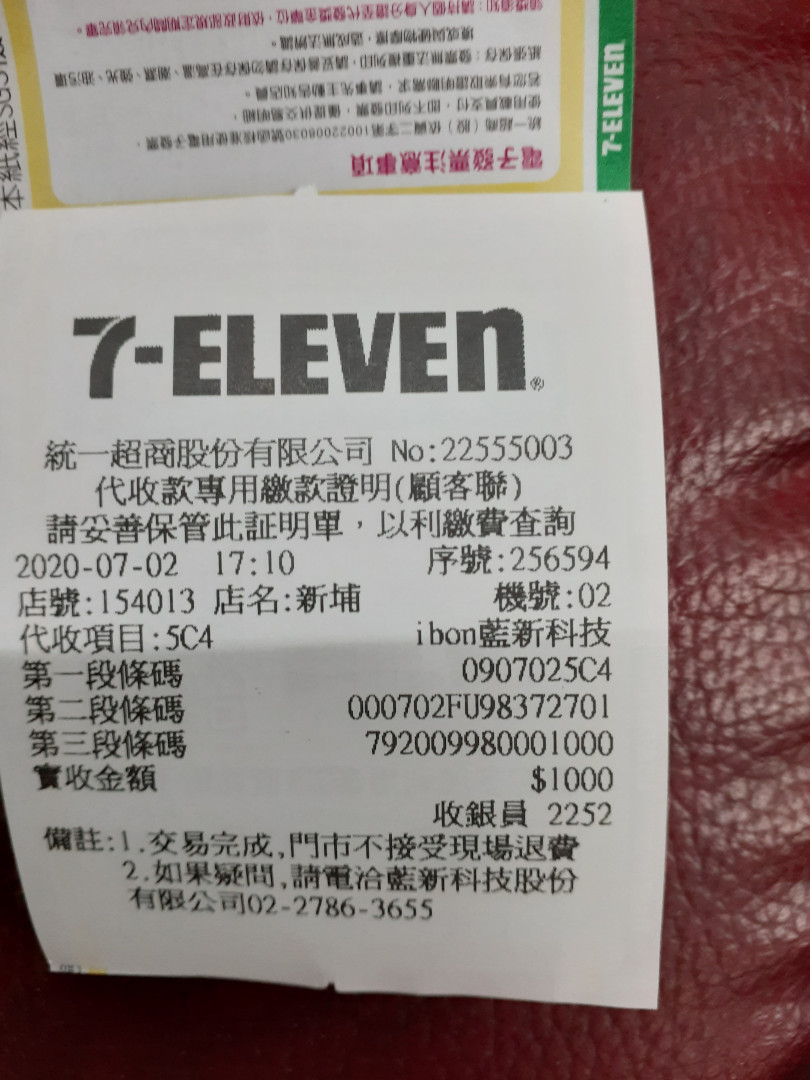 7-ELEVEN
電子發票注意事項
7-ELEVEN®
統一超商股份有限公司 No:22555003
代收款專用繳款證明(顧客聯)
請妥善保管此証明單，以利繳費查詢
2020-07-02 17:10 序號:256594
店號:154013 店名:新埔 機號:02
代收項目:5C4 ibon藍新科技
第一段條碼 0907025C4
第二段條碼 000702FU98372701
第三段條碼 792009980001000
實收金額 $1000
收銀員 2252
備註:1.交易完成,門市不接受現場退費
2.如果疑問,請電洽藍新科技股份
有限公司02-2786-3655